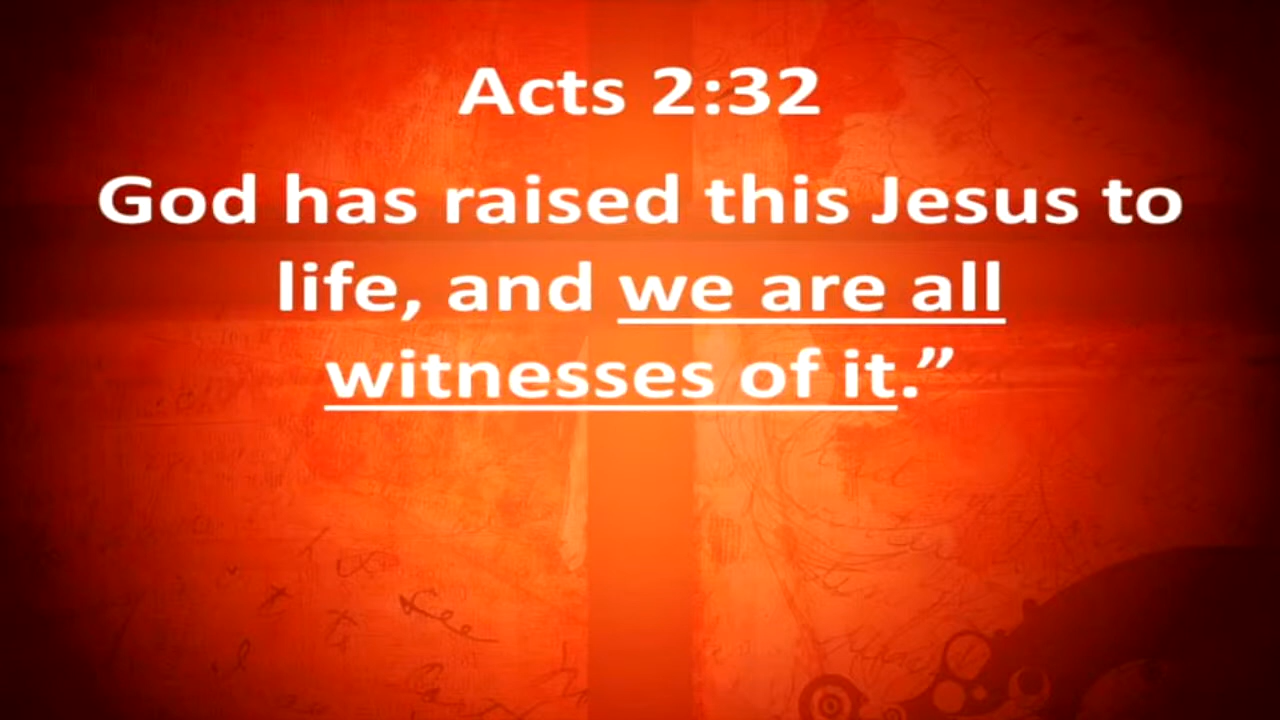 Acts 2:32
God has raised this Jesus to
life, and we are all
witnesses of it.”